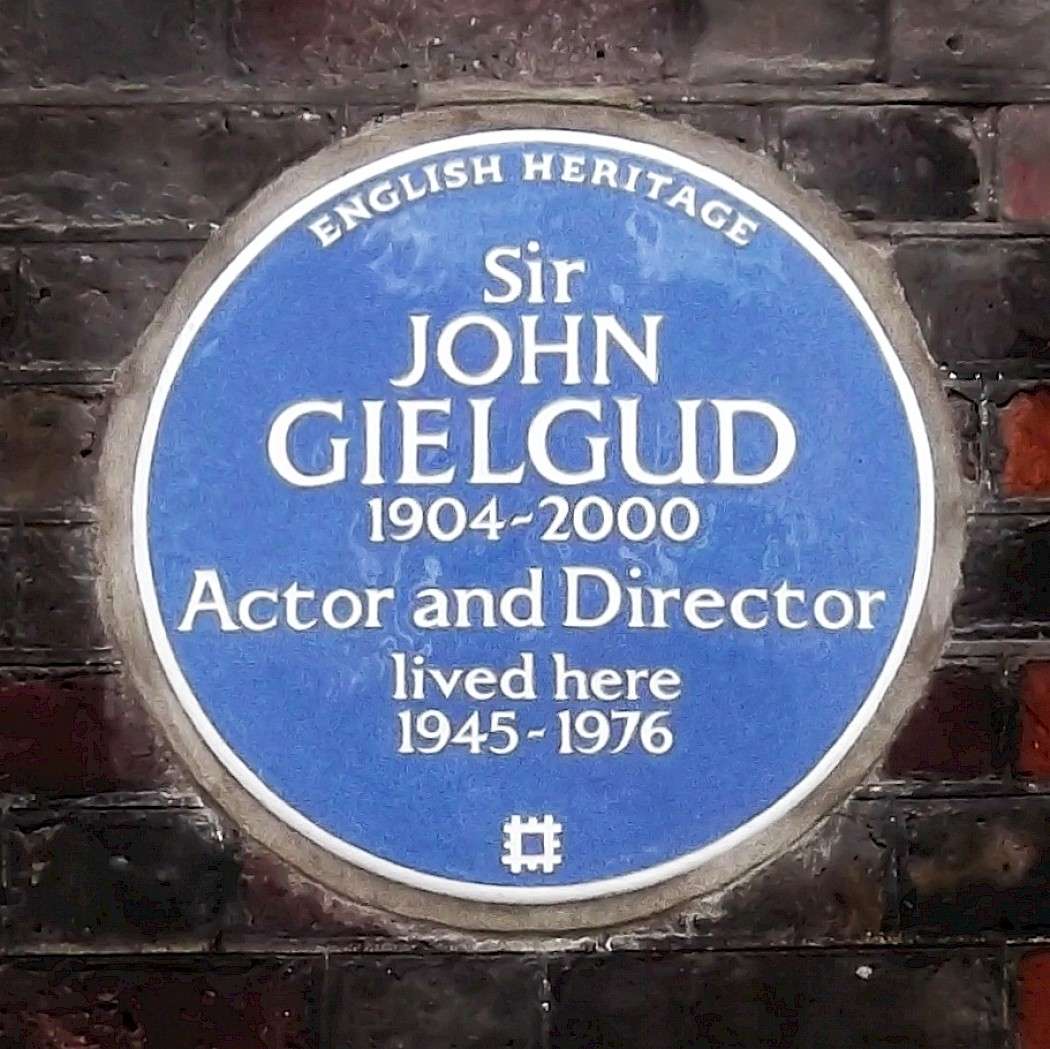 ENGLISH HERITAGE
Sir
JOHN
GIELGUD
1904~2000
Actor and Director
lived here
1945-1976